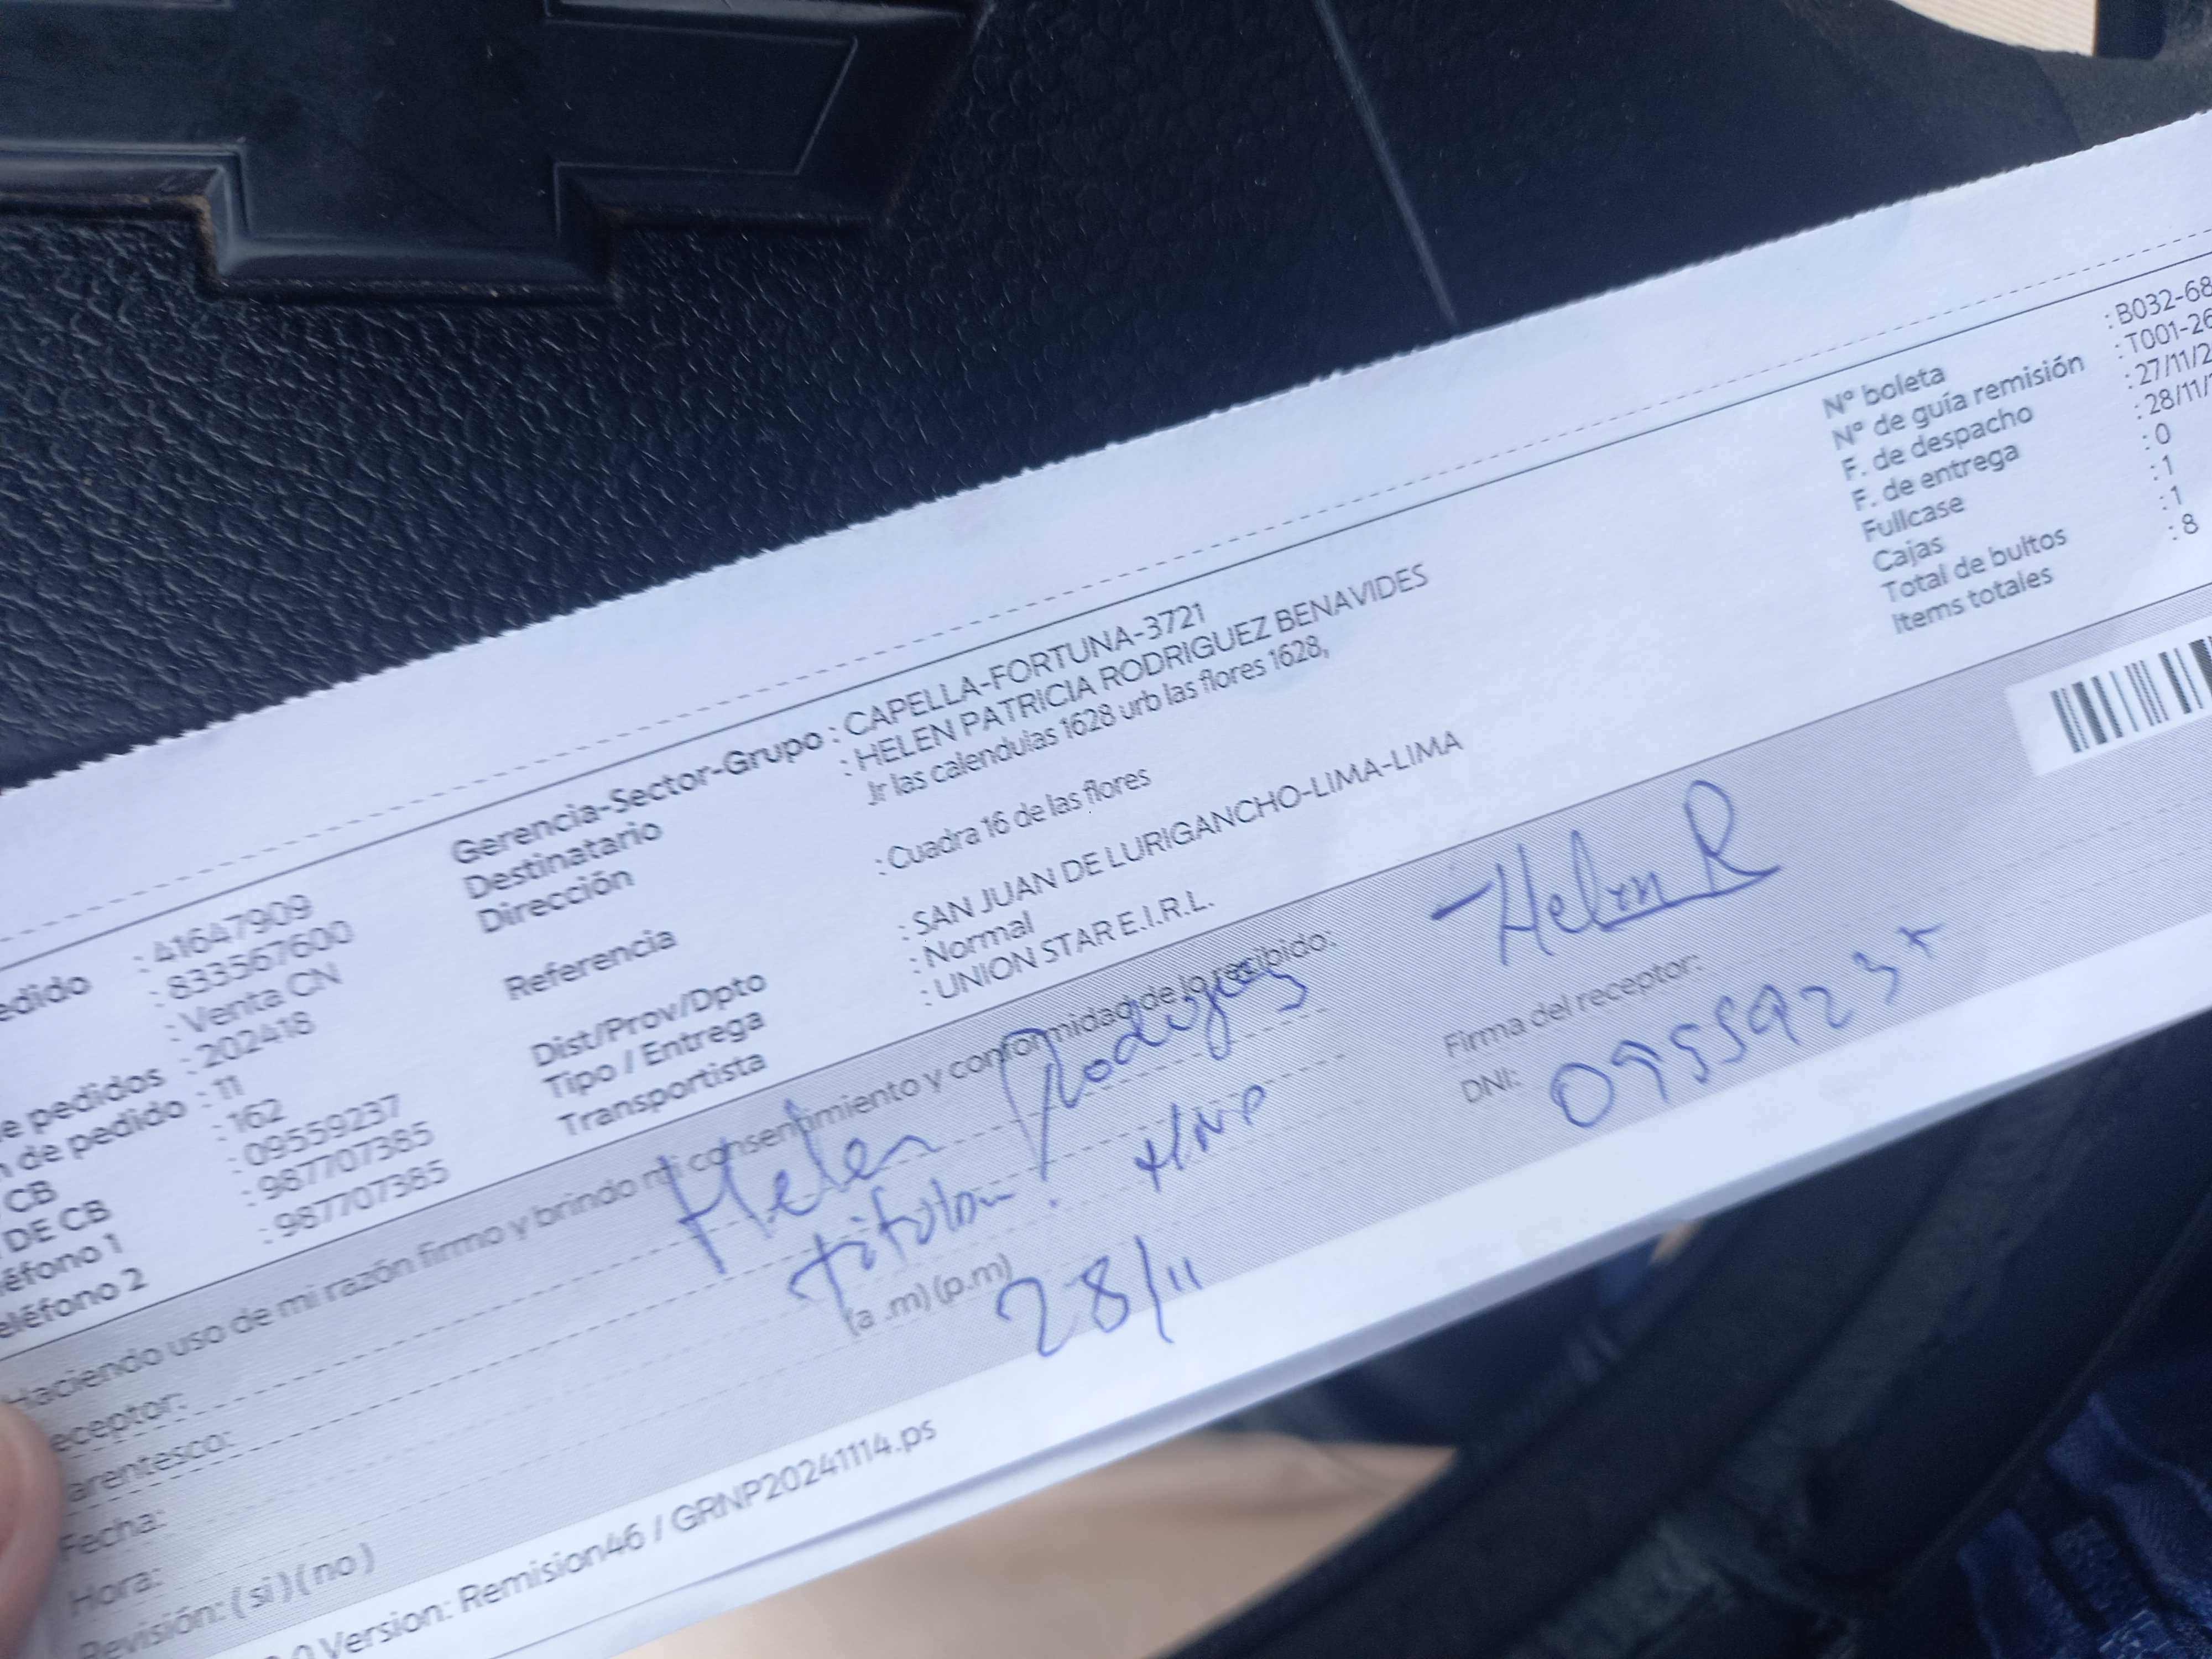 edido : 41647909
: 833567600
: Venta CN
e pedidos : 202418
n de pedido : 11
CB : 162
DE CB : 09559237
éfono 1 : 987707385
eléfono 2 : 987707385
Gerencia-Sector-Grupo : CAPELLA-FORTUNA-3721
Destinatario : HELEN PATRICIA RODRIGUEZ BENAVIDES
Dirección Jr las calendulas 1628 urb las flores 1628,
Referencia : Cuadra 16 de las flores
Dist/Prov/Dpto : SAN JUAN DE LURIGANCHO-LIMA-LIMA
Tipo / Entrega : Normal
Transportista : UNION STAR E.I.R.L.
N° boleta : B032-68
N° de guía remisión : T001-26
F. de despacho : 27/11/2
F. de entrega : 28/11/
Fullcase : 0
Cajas : 1
Total de bultos : 1
Items totales : 8
Haciendo uso de mi razón firmo y brindo mi consentimiento y conformidad de lo recibido:
eceptor: Helen Rodriguez
arentesco: titular
Fecha: 28/11
Hora: (a .m) (p.m)
Revisión: ( si ) ( no )
Helen R
Firma del receptor:
DNI: 09559237
0 Version: Remision46 / GRNP20241114.ps